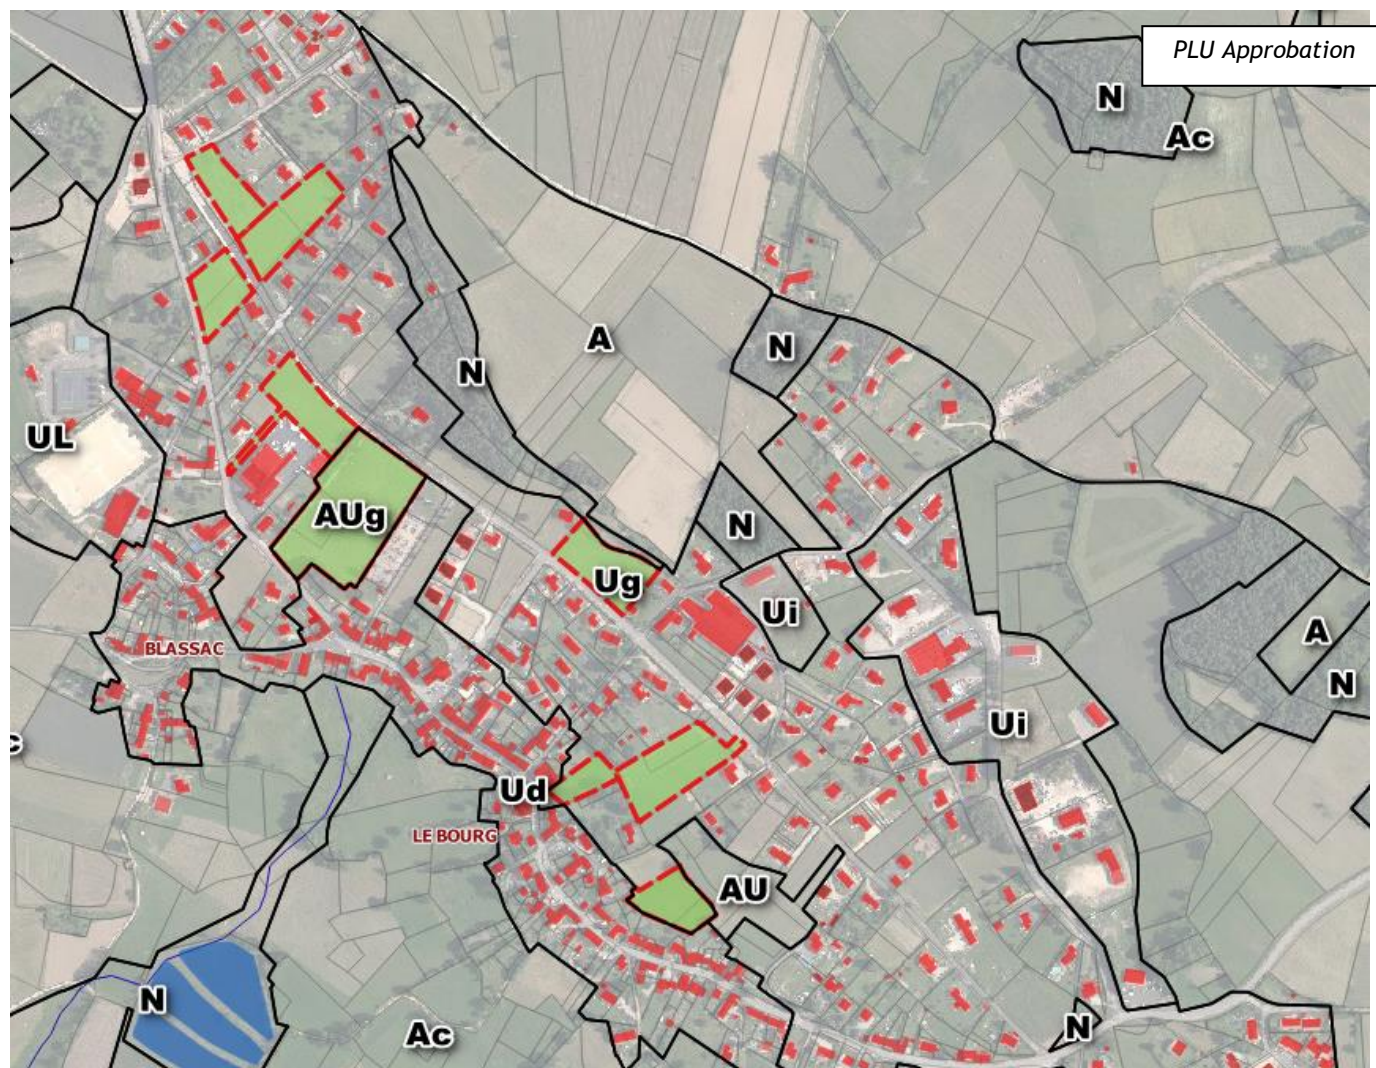 PLU Approbation
N
Ac
A
N
N
UL
AUg
N
Ug
Ui
A
BLASSAC
N
Ui
c
Ud
LE BOURG
AU
N
N
Ac